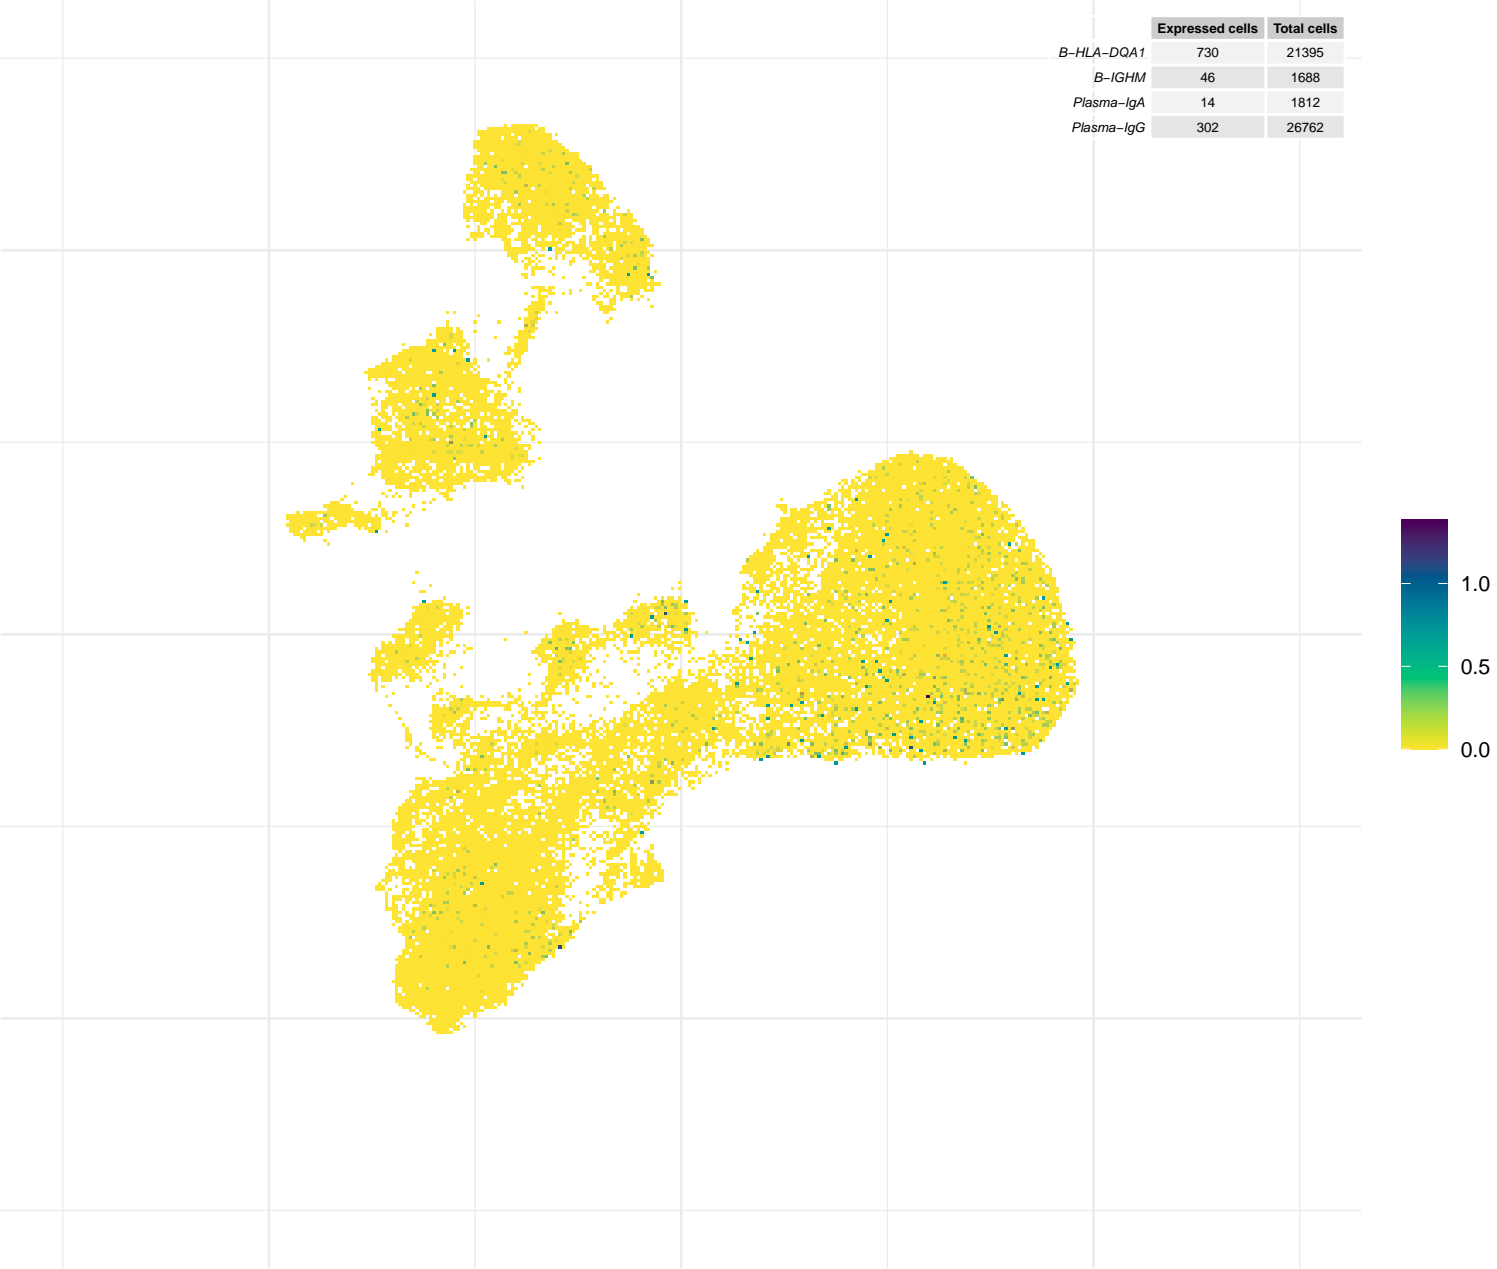 Expressed cells Total cells
B−HLA−DQA1 730 21395
B−IGHM 46 1688
Plasma−IgA 14 1812
Plasma−IgG 302 26762
1.0
0.5
0.0